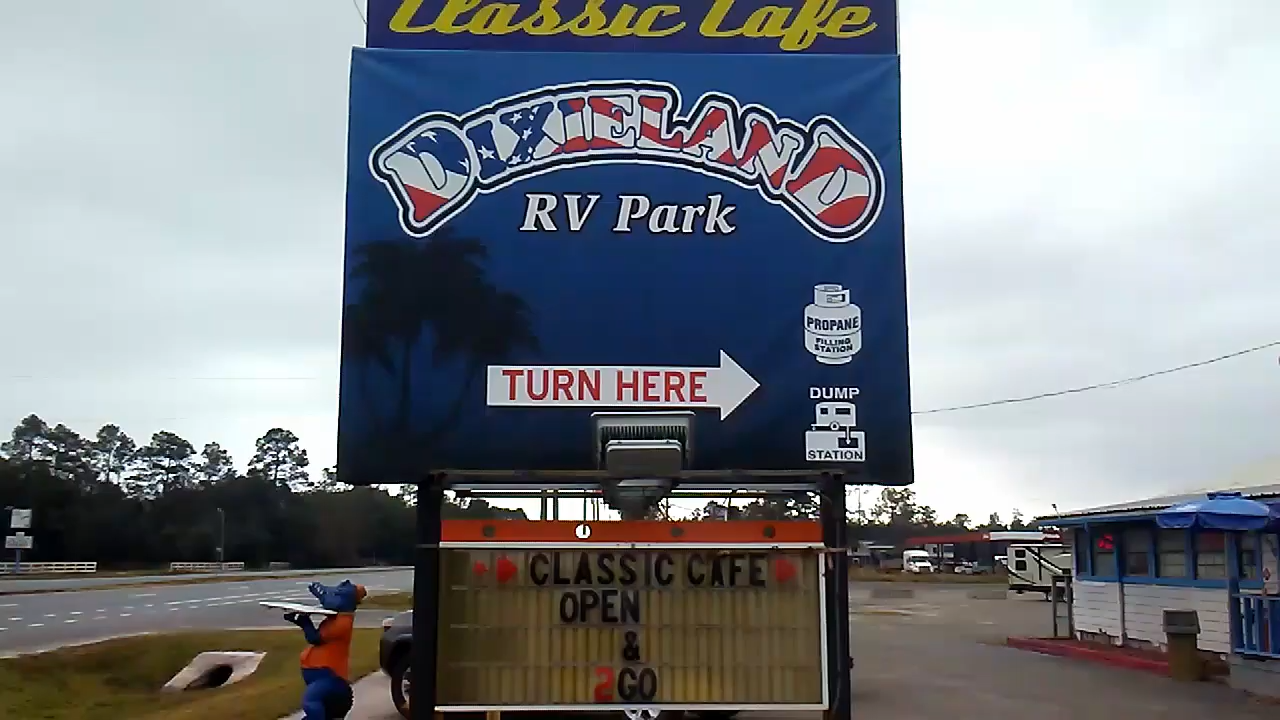 Classic Cafe
DIXIELAND
RV Park
PROPANE
FILLING
STATION
TURN HERE
DUMP
STATION
CLASSIC CAFE
OPEN
&
2GO